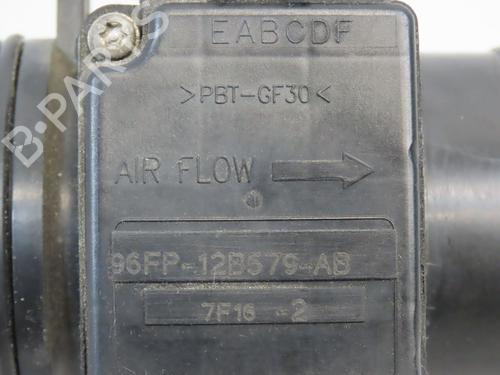 EABCDF
>PBT-GF30<
AIR FLOW
96FP-12B579-AB
7F16 -2
B-PARTS